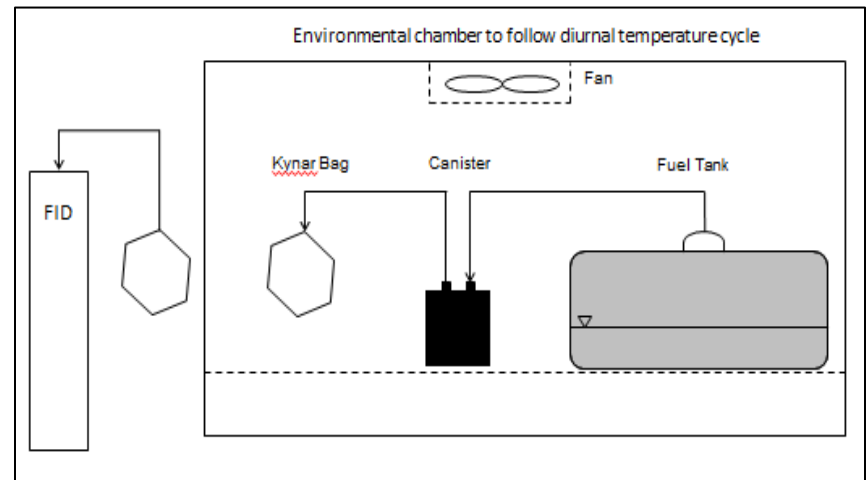 Environmental chamber to follow diurnal temperature cycle
Fan
Kynar Bag
Canister
Fuel Tank
FID